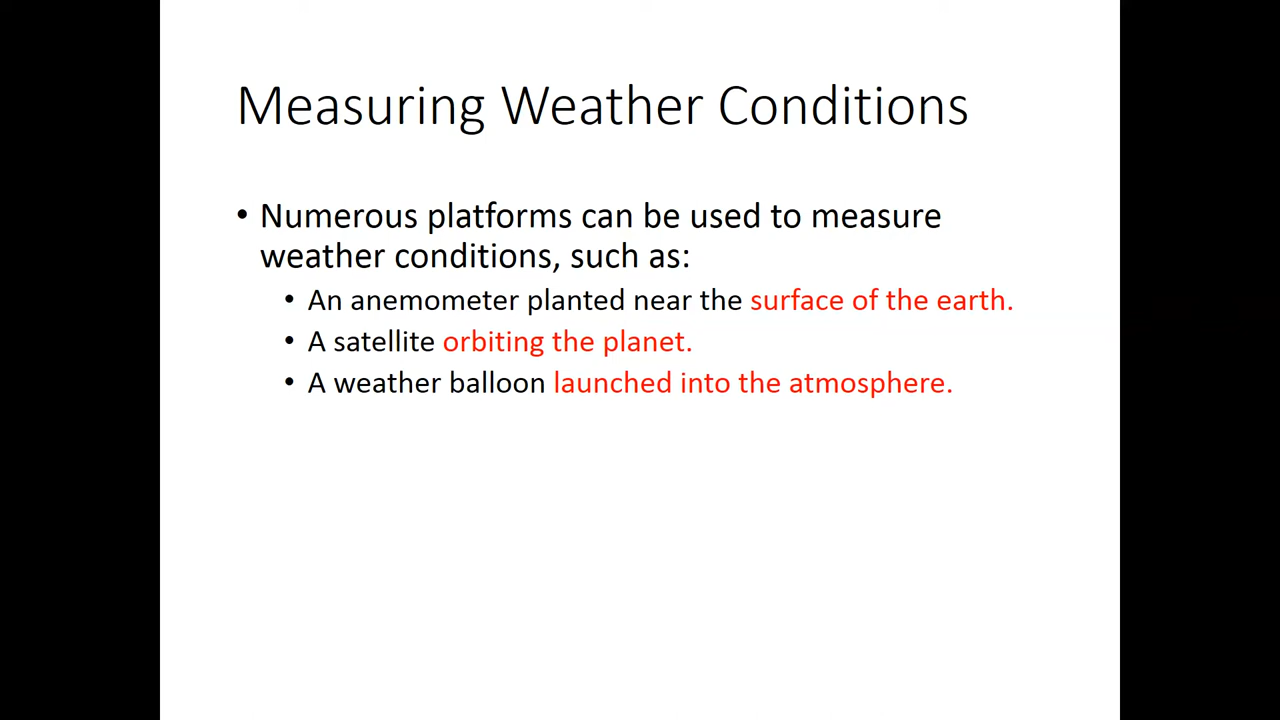 Measuring Weather Conditions
• Numerous platforms can be used to measure
weather conditions, such as:
• An anemometer planted near the surface of the earth.
• A satellite orbiting the planet.
• A weather balloon launched into the atmosphere.